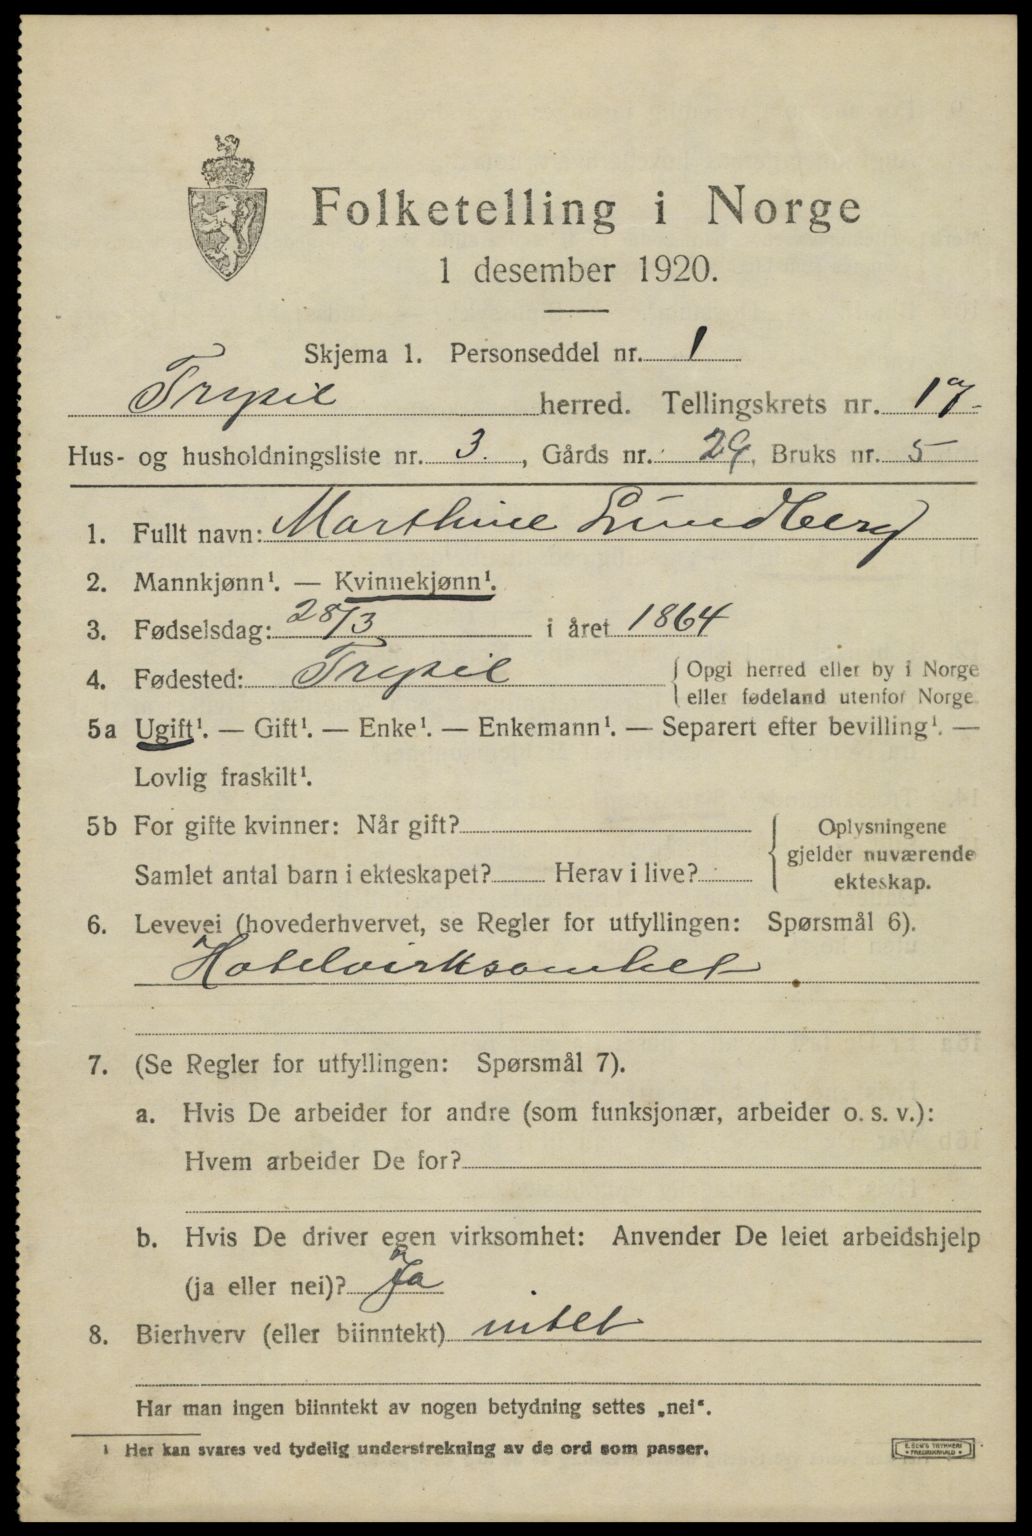 Folketelling i Norge
1 desember 1920.
Skjema 1. Personseddel nr. 1
Trysil herred. Tellingskrets nr. 17.
Hus- og husholdningsliste nr. 3. , Gårds nr. 29, Bruks nr. 5
1. Fullt navn: Marthine Lundberg
2. Mannkjønn¹. — Kvinnekjønn¹.
3. Fødselsdag: 28/3 i året 1864
4. Fødested: Trysil { Opgi herred eller by i Norge
eller fødeland utenfor Norge.
5a Ugift¹. — Gift¹. — Enke¹. — Enkemann¹. — Separert efter bevilling¹. —
Lovlig fraskilt¹.
5b For gifte kvinner: Når gift?
Samlet antal barn i ekteskapet? Herav i live?
{ Oplysningene
gjelder nuværende
ekteskap.
6. Levevei (hovederhvervet, se Regler for utfyllingen: Spørsmål 6).
Hotelvirksomhet
7. (Se Regler for utfyllingen: Spørsmål 7).
a. Hvis De arbeider for andre (som funksjonær, arbeider o. s. v.):
Hvem arbeider De for?
b. Hvis De driver egen virksomhet: Anvender De leiet arbeidshjelp
(ja eller nei)? Ja
8. Bierhverv (eller biinntekt) intet
Har man ingen biinntekt av nogen betydning settes „nei“.
¹ Her kan svares ved tydelig understrekning av de ord som passer.
E. SEM'S TRYKKERI
• FREDRIKSHALD •